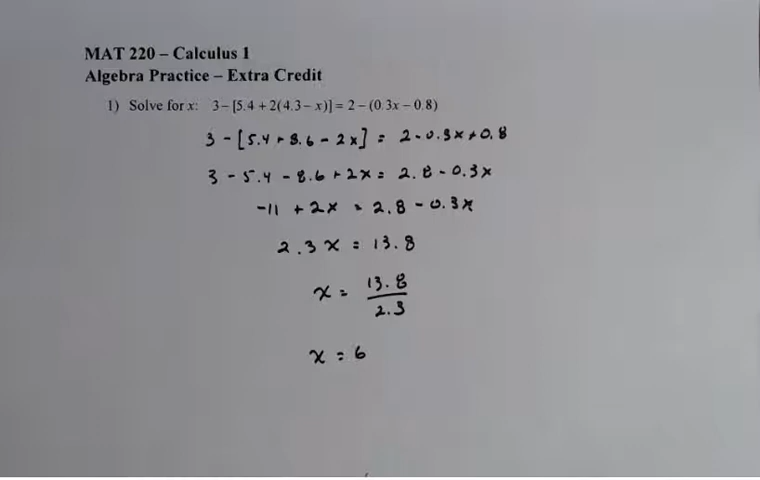 MAT 220 – Calculus 1
Algebra Practice – Extra Credit
1) Solve for x: 3–[5.4+2(4.3–x)]=2–(0.3x–0.8)
3 - [5.4 + 8.6 - 2x] = 2 - 0.3x + 0.8
3 - 5.4 - 8.6 + 2x = 2.8 - 0.3x
-11 + 2x = 2.8 - 0.3x
2.3x = 13.8
x = 13.8/2.3
x = 6